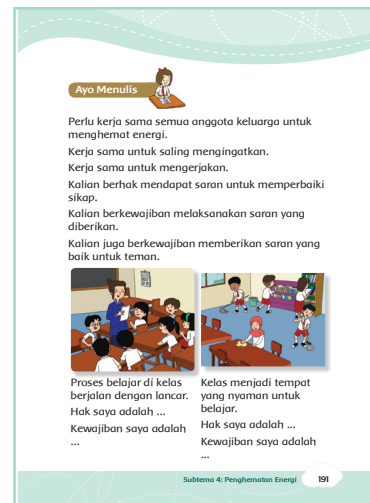 Ayo Menulis
Perlu kerja sama semua anggota keluarga untuk
menghemat energi.
Kerja sama untuk saling mengingatkan.
Kerja sama untuk mengerjakan.
Kalian berhak mendapat saran untuk memperbaiki
sikap.
Kalian berkewajiban melaksanakan saran yang
diberikan.
Kalian juga berkewajiban memberikan saran yang
baik untuk teman.
Proses belajar di kelas
berjalan dengan lancar.
Hak saya adalah ...
Kewajiban saya adalah
...
Kelas menjadi tempat
yang nyaman untuk
belajar.
Hak saya adalah ...
Kewajiban saya adalah
...
Subtema 4: Penghematan Energi 191